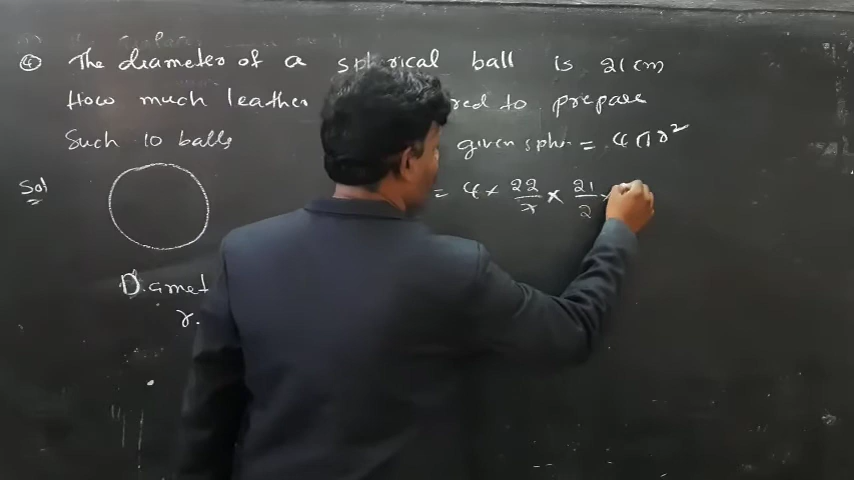 ④ The diameter of a spherical ball is 21cm
How much leather red to prepare
Such 10 balls
given sph = 4πr²
Sol
= 4 × 22/7 × 21/2
Diamet
r.